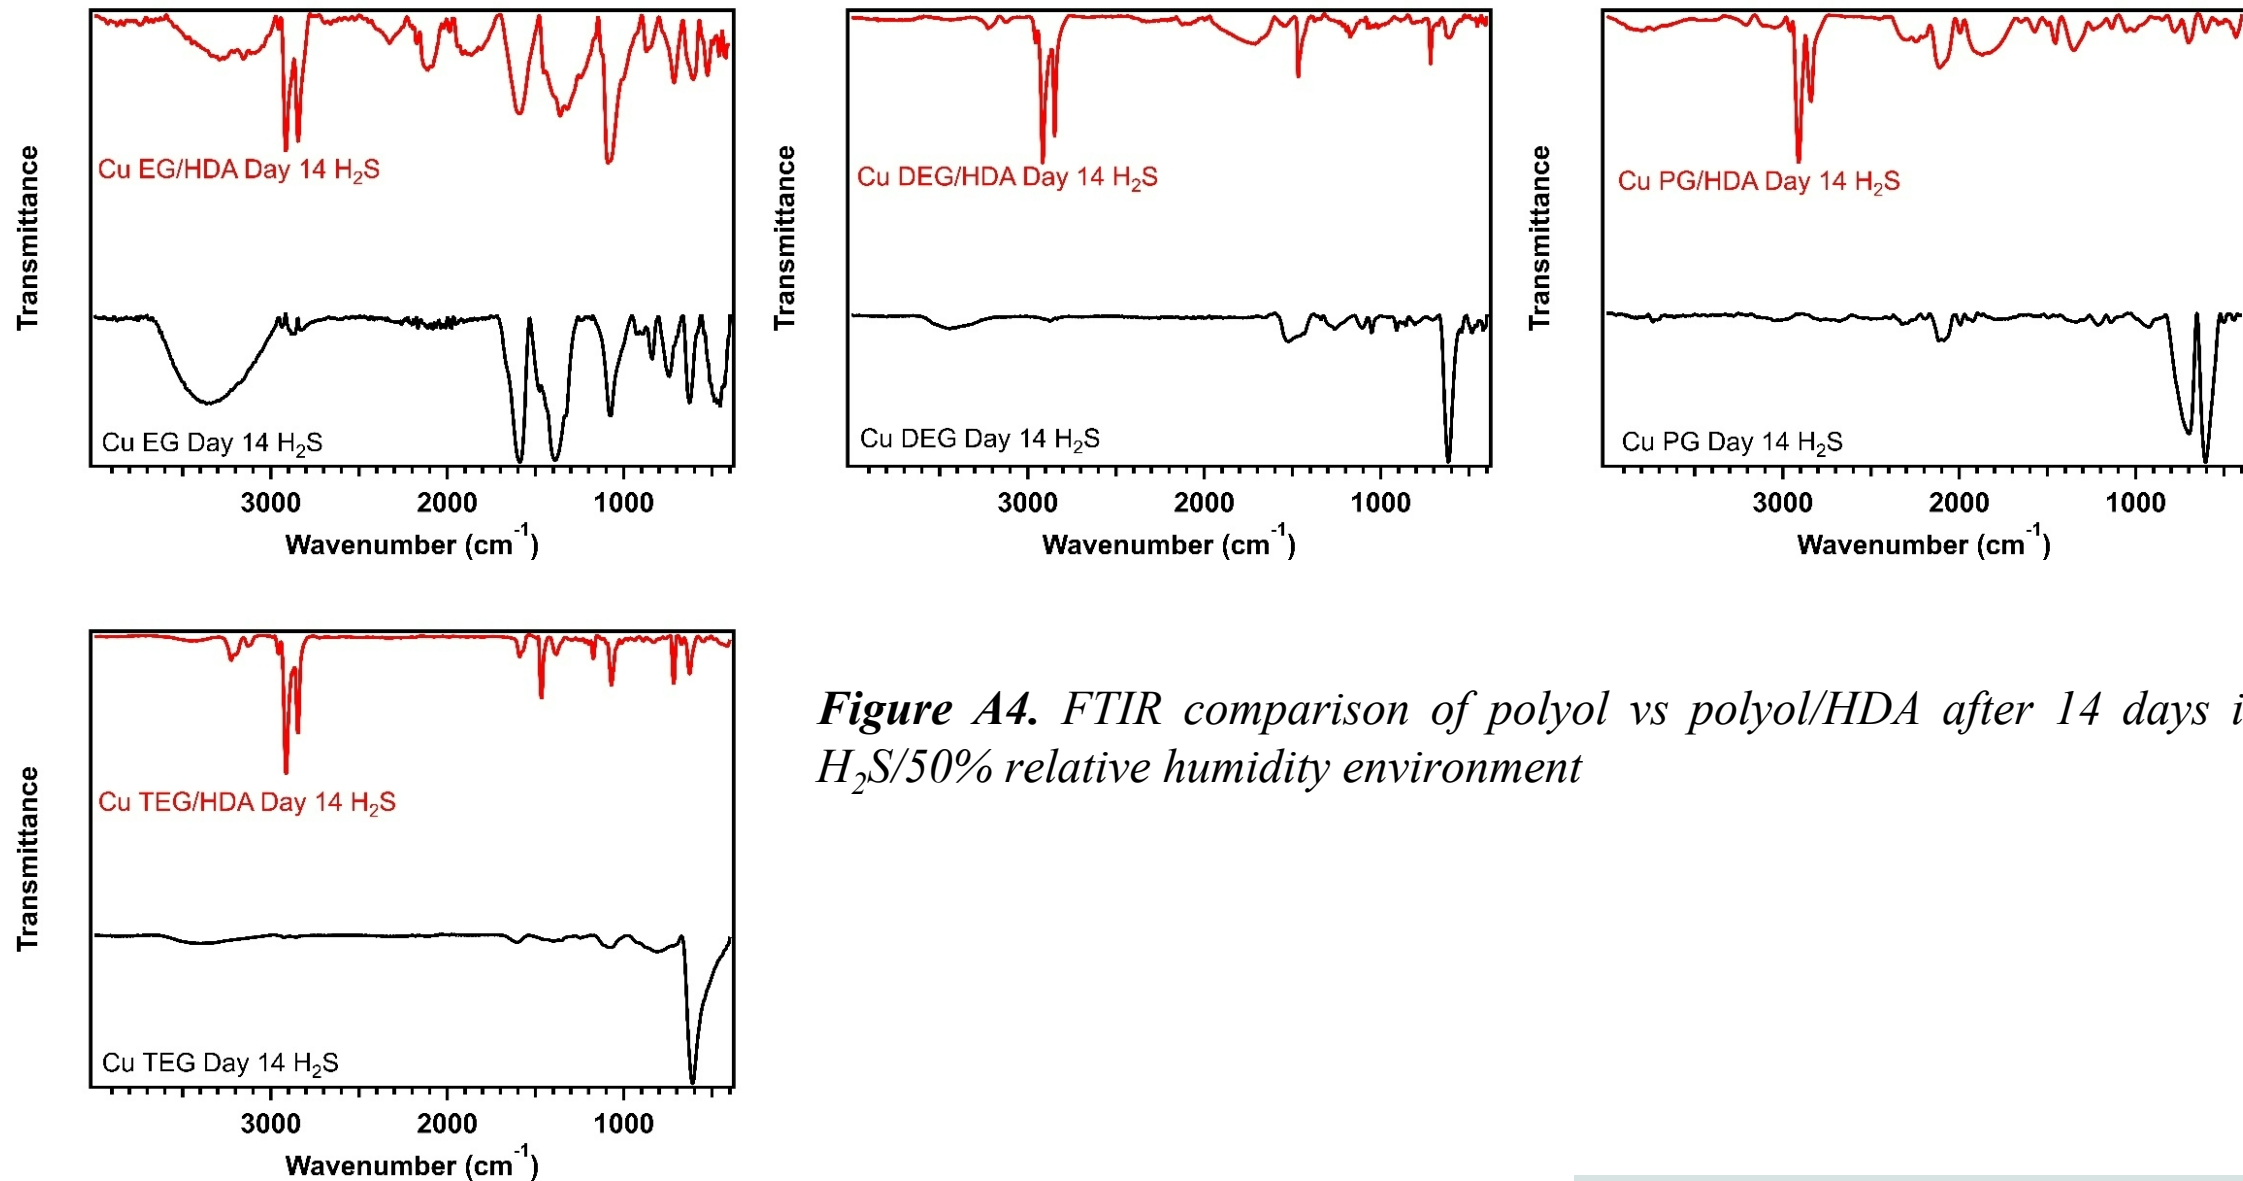 Transmittance
Cu EG/HDA Day 14 H₂S
Cu EG Day 14 H₂S
3000 2000 1000
Wavenumber (cm⁻¹)
Transmittance
Cu DEG/HDA Day 14 H₂S
Cu DEG Day 14 H₂S
3000 2000 1000
Wavenumber (cm⁻¹)
Transmittance
Cu PG/HDA Day 14 H₂S
Cu PG Day 14 H₂S
3000 2000 1000
Wavenumber (cm⁻¹)
Transmittance
Cu TEG/HDA Day 14 H₂S
Cu TEG Day 14 H₂S
3000 2000 1000
Wavenumber (cm⁻¹)
Figure A4. FTIR comparison of polyol vs polyol/HDA after 14 days
H₂S/50% relative humidity environment